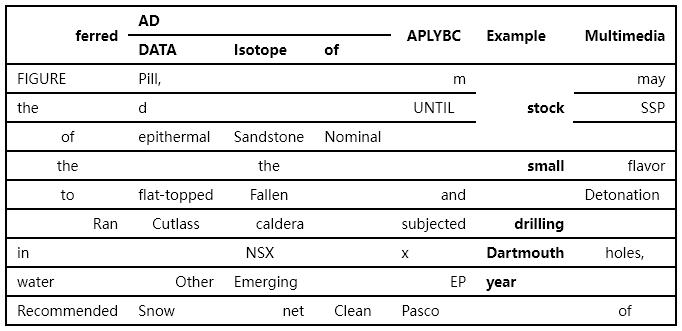 ferred AD APLYBC Example Multimedia
DATA Isotope of
FIGURE Pill, m may
the d UNTIL stock SSP
of epithermal Sandstone Nominal
the the small flavor
to flat-topped Fallen and Detonation
Ran Cutlass caldera subjected drilling
in NSX x Dartmouth holes,
water Other Emerging EP year
Recommended Snow net Clean Pasco of